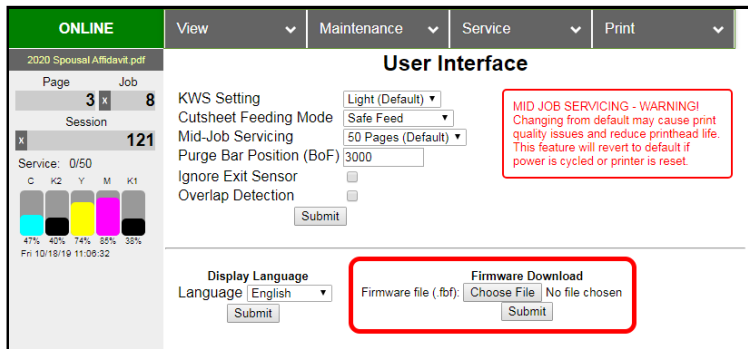 ONLINE
View
Maintenance
Service
Print
2020 Spousal Affidavit.pdf
Page Job
3 x 8
Session
x 121
Service: 0/50
C K2 Y M K1
47% 40% 74% 85% 38%
Fri 10/18/19 11:06:32
User Interface
KWS Setting Light (Default)
Cutsheet Feeding Mode Safe Feed
Mid-Job Servicing 50 Pages (Default)
Purge Bar Position (BoF) 3000
Ignore Exit Sensor
Overlap Detection
Submit
MID JOB SERVICING - WARNING!
Changing from default may cause print
quality issues and reduce printhead life.
This feature will revert to default if
power is cycled or printer is reset.
Display Language
Language English
Submit
Firmware Download
Firmware file (.fbf): Choose File No file chosen
Submit